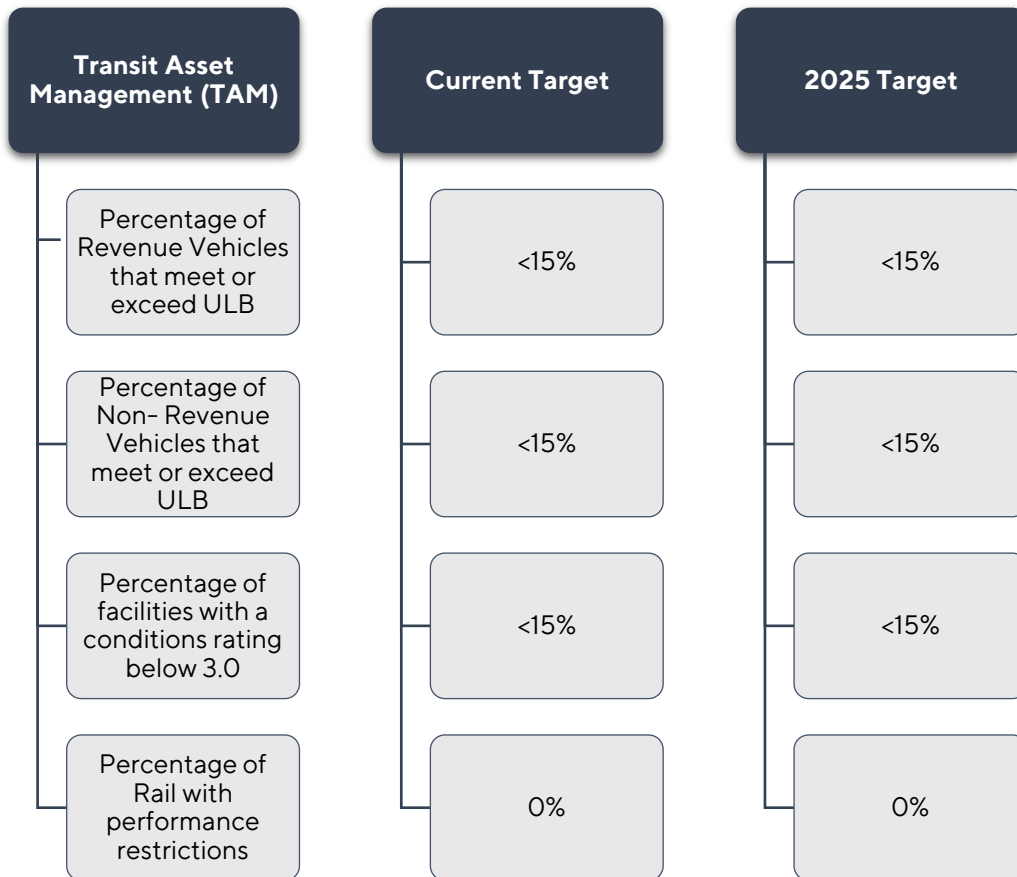 Transit Asset
Management (TAM)
Current Target
2025 Target
Percentage of
Revenue Vehicles
that meet or
exceed ULB
<15%
<15%
Percentage of
Non- Revenue
Vehicles that
meet or exceed
ULB
<15%
<15%
Percentage of
facilities with a
conditions rating
below 3.0
<15%
<15%
Percentage of
Rail with
performance
restrictions
0%
0%